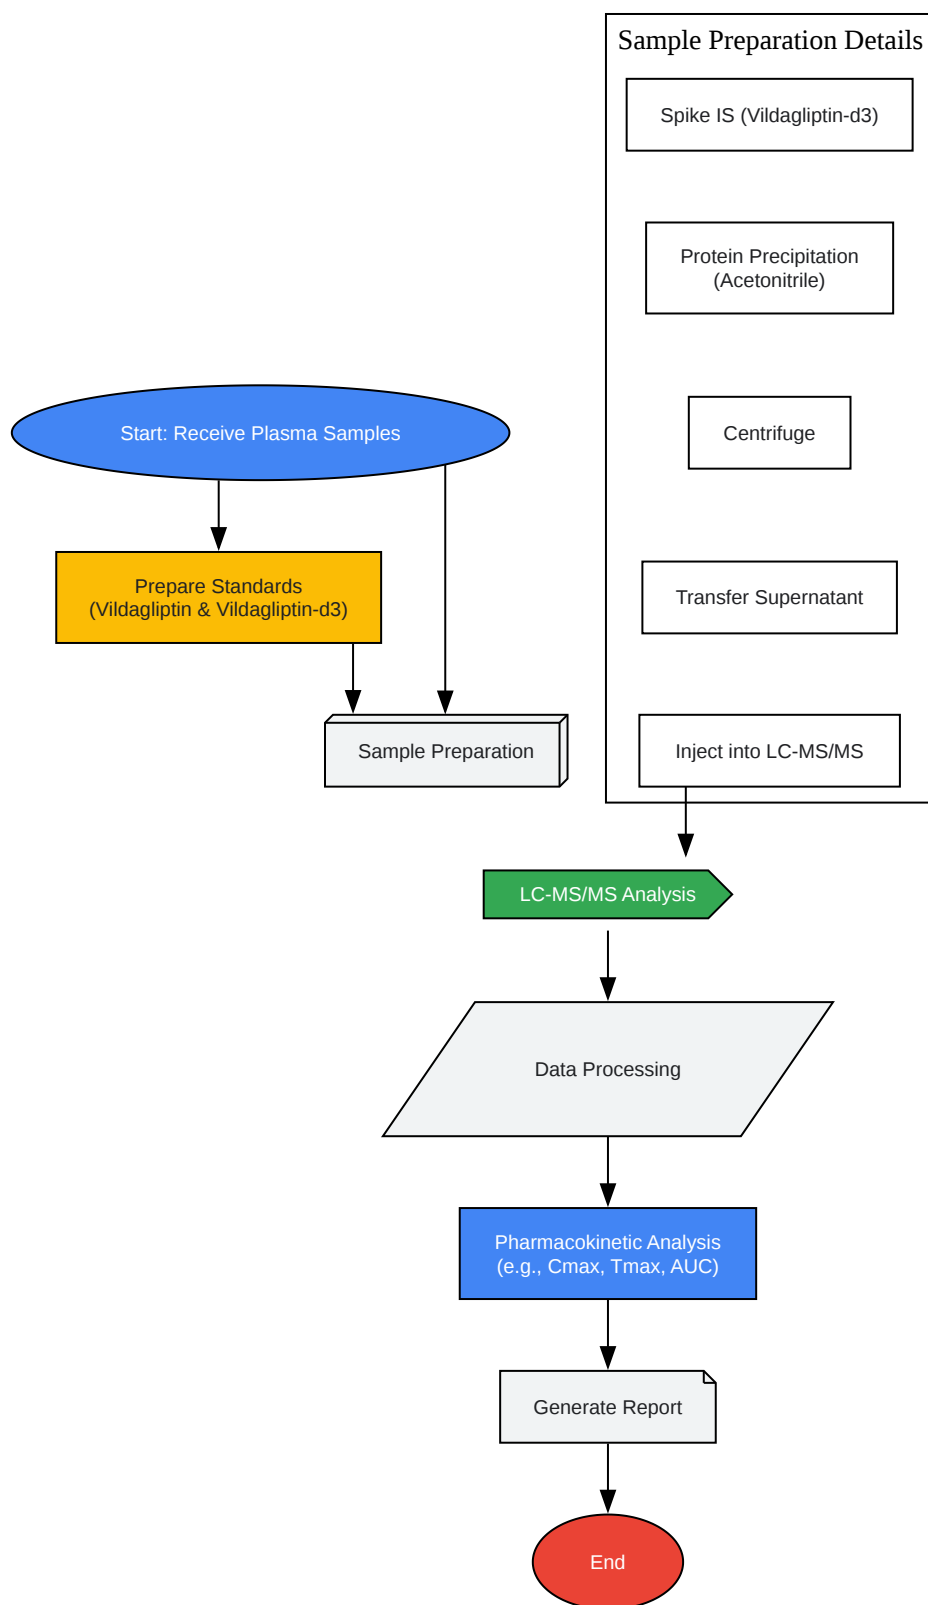 Sample Preparation Details
Spike IS (Vildagliptin-d3)
Protein Precipitation
(Acetonitrile)
Centrifuge
Start: Receive Plasma Samples
Prepare Standards
(Vildagliptin & Vildagliptin-d3)
Transfer Supernatant
Sample Preparation
Inject into LC-MS/MS
LC-MS/MS Analysis
Data Processing
Pharmacokinetic Analysis
(e.g., Cmax, Tmax, AUC)
Generate Report
End